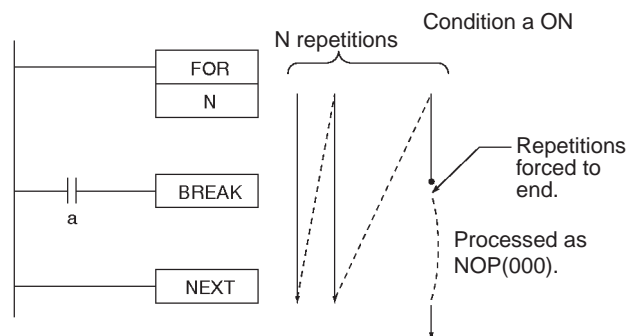 Condition a ON
N repetitions
FOR
N
Repetitions
forced to
end.
BREAK
a
Processed as
NOP(000).
NEXT